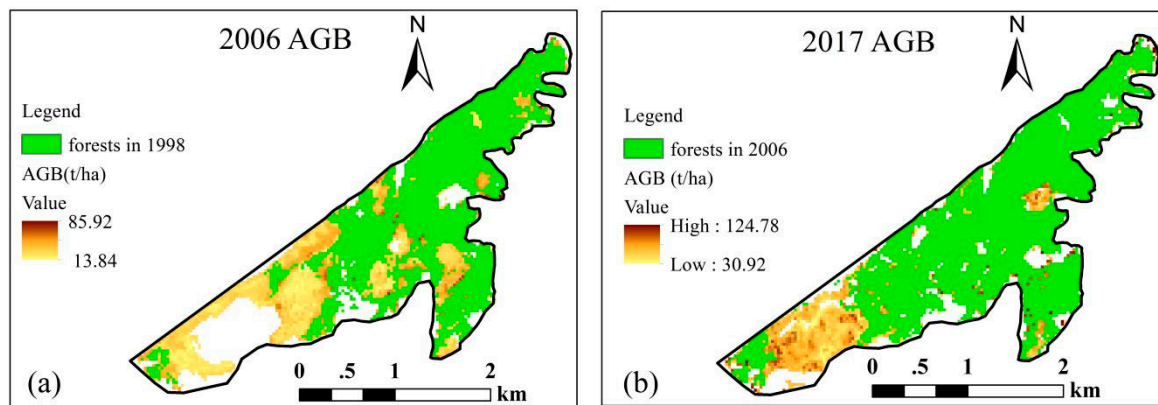 2006 AGB
N
Legend
forests in 1998
AGB(t/ha)
Value
85.92
13.84
(a)
0 .5 1 2
km
2017 AGB
N
Legend
forests in 2006
AGB (t/ha)
Value
High : 124.78
Low : 30.92
(b)
0 .5 1 2
km